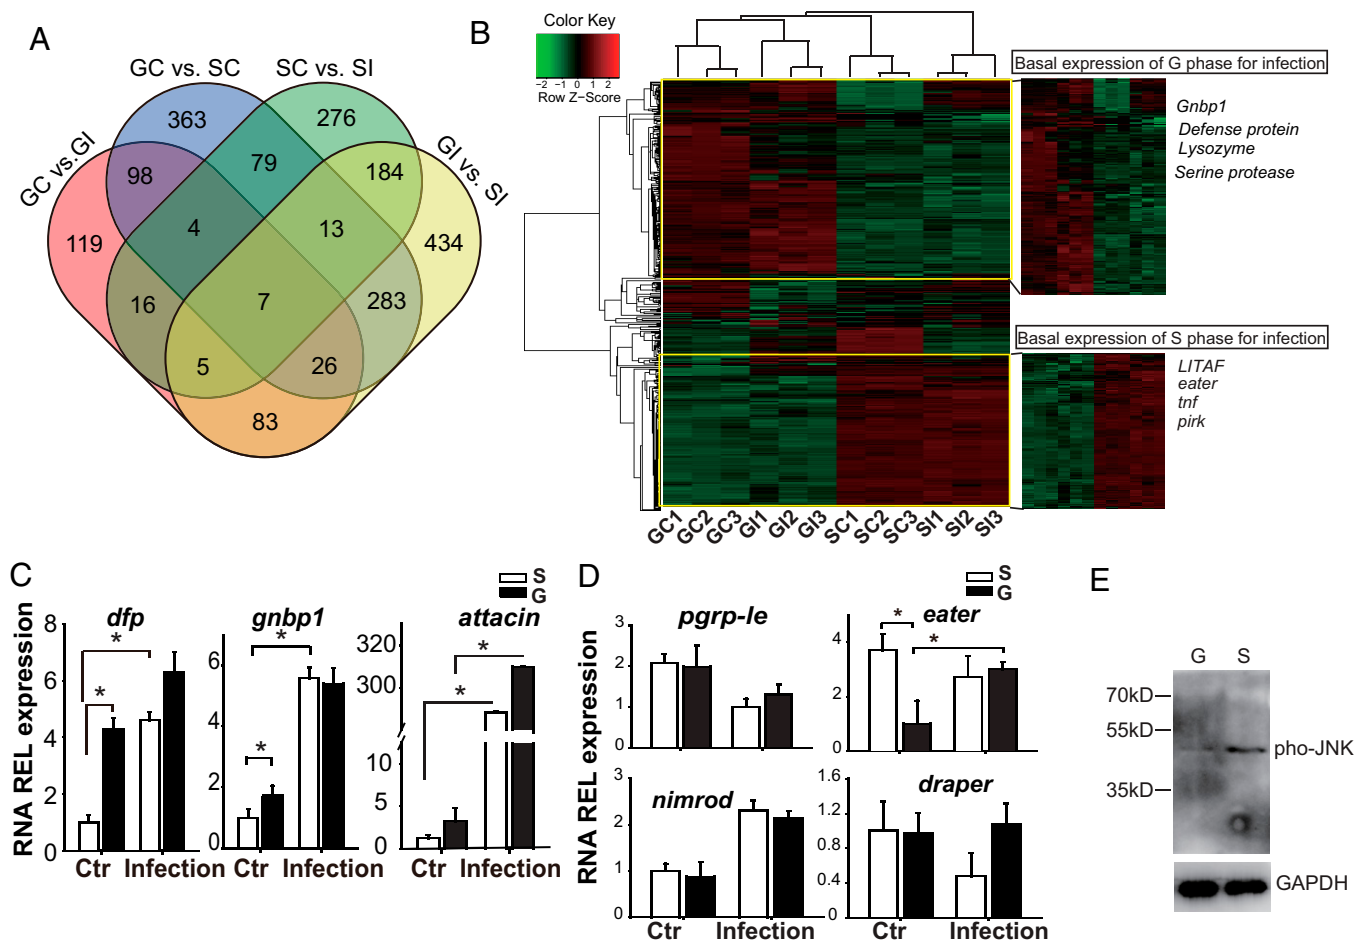 A
GC vs. SC
SC vs. SI
GC vs.GI
GI vs. SI
363
276
98
79
184
119
4
13
434
16
7
283
5
26
83
B
Color Key
−2 −1 0 1 2
Row Z−Score
Basal expression of G phase for infection
Gnbp1
Defense protein
Lysozyme
Serine protease
Basal expression of S phase for infection
LITAF
eater
tnf
pirk
GC1 GC2 GC3 GI1 GI2 GI3 SC1 SC2 SC3 SI1 SI2 SI3
C
S
G
RNA REL expression
dfp
8
6
4
2
0
*
*
Ctr Infection
gnbp1
6
4
2
0
*
*
Ctr Infection
attacin
320
300
10
5
0
*
*
D
S
G
RNA REL expression
pgrp-le
3
2
1
0
eater
4
2
0
*
*
nimrod
3
2
1
0
Ctr Infection
draper
1.6
1.2
0.8
0.4
0
Ctr Infection
E
G S
70kD
55kD
35kD
pho-JNK
GAPDH